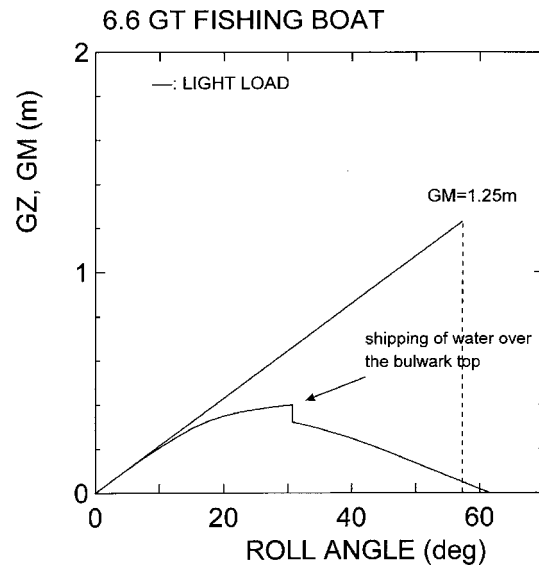 6.6 GT FISHING BOAT
2
—: LIGHT LOAD
GZ, GM (m)
GM=1.25m
1
shipping of water over
the bulwark top
0
0
20
40
60
ROLL ANGLE (deg)